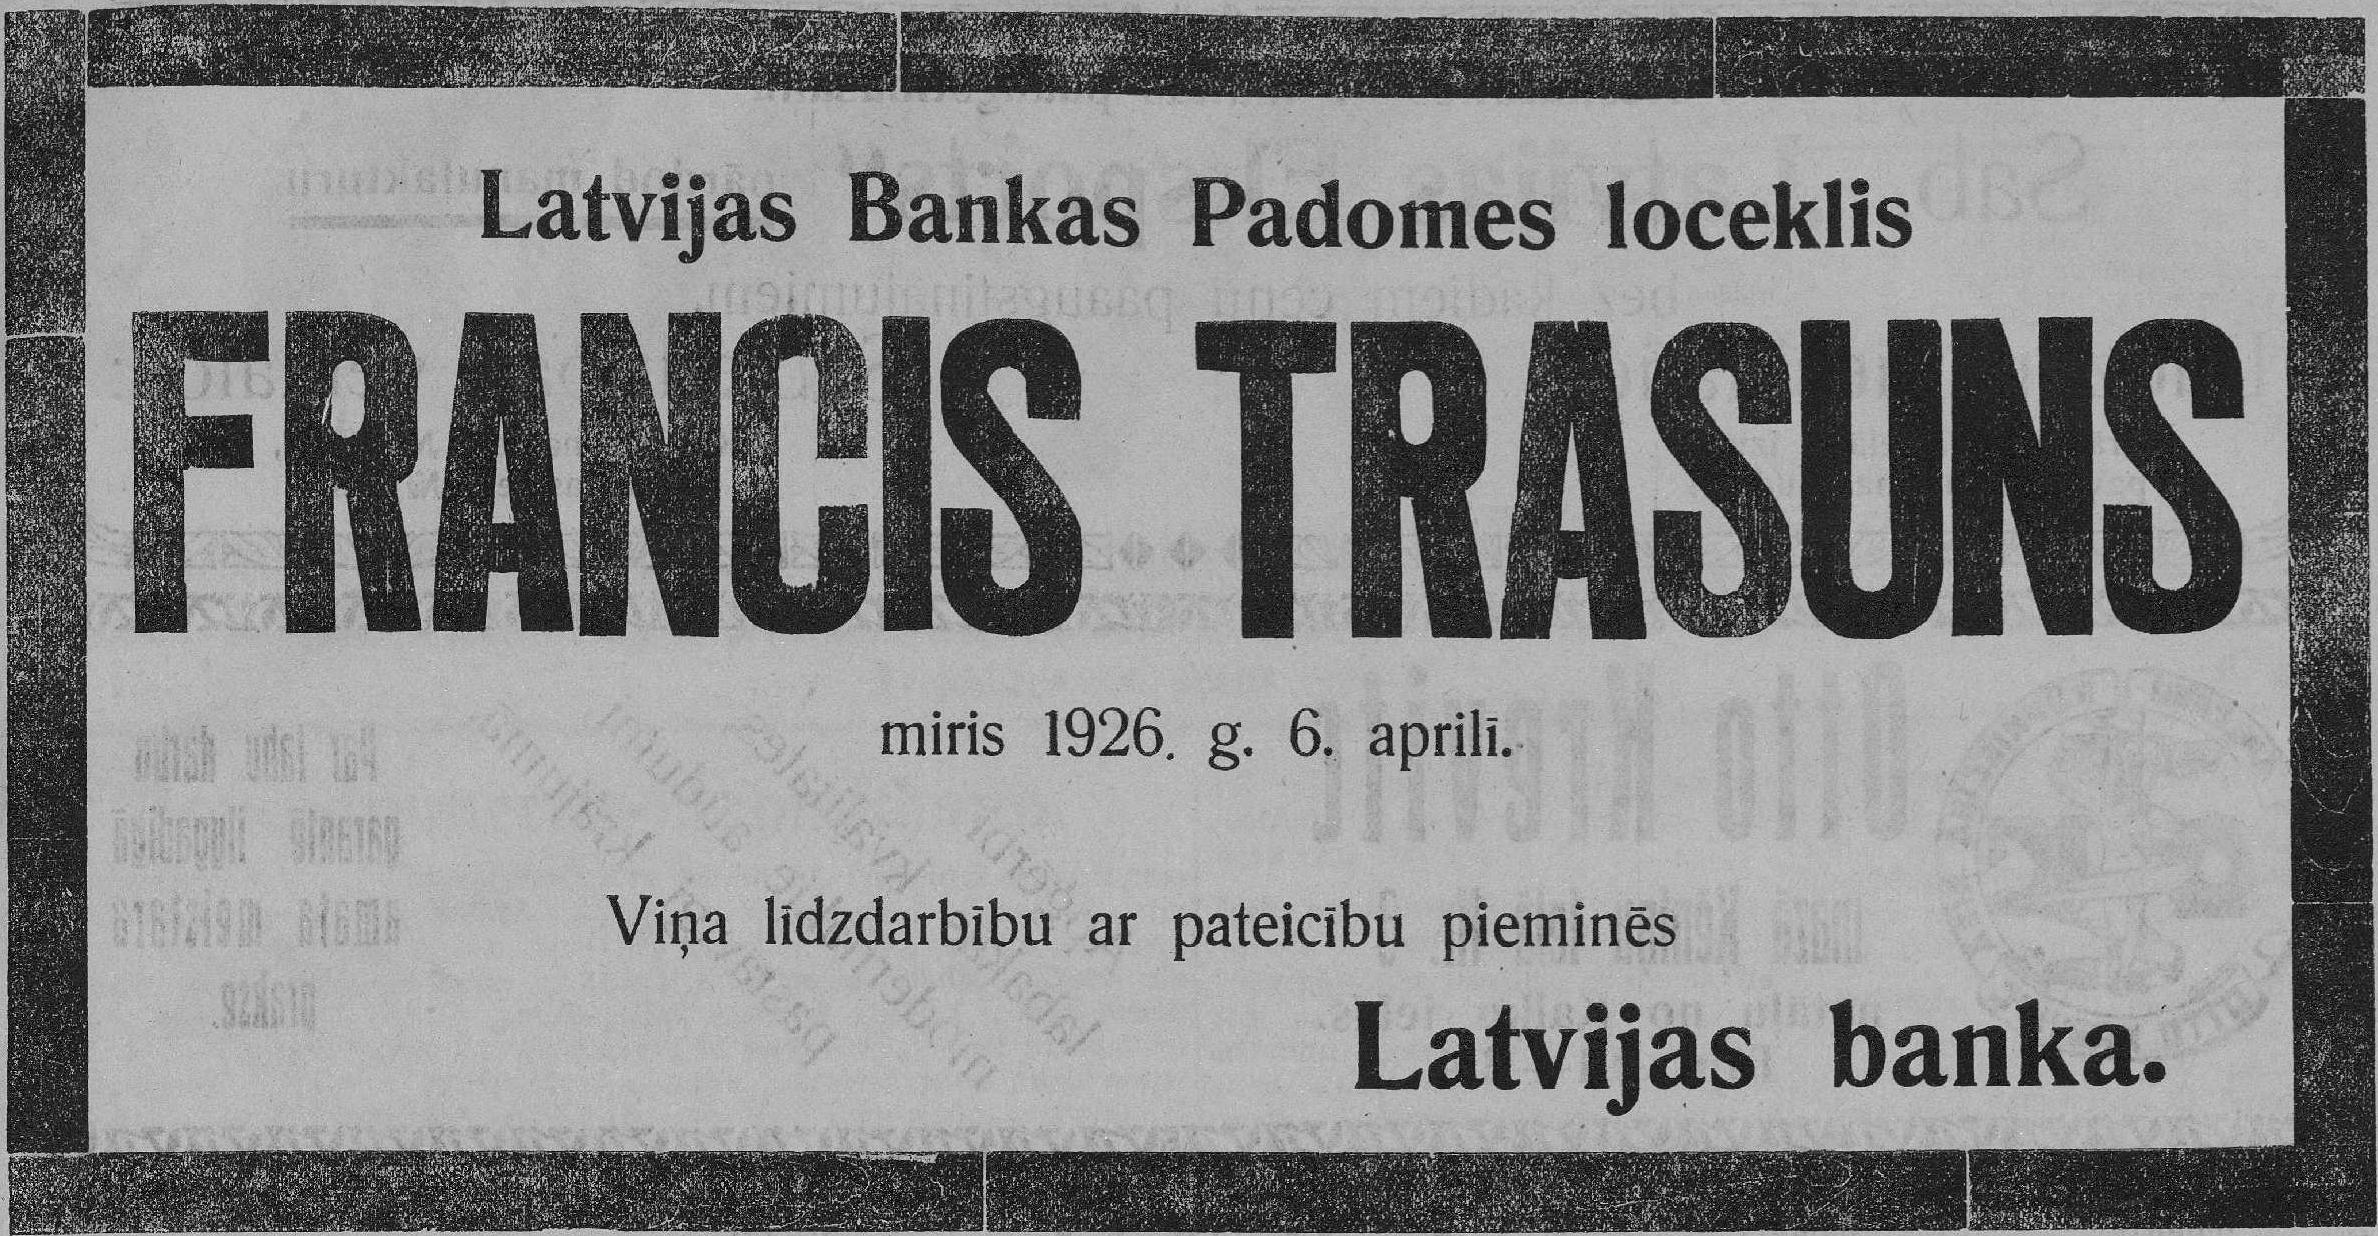 Latvijas Bankas Padomes loceklis
FRANCIS TRASUNS
miris 1926. g. 6. aprilī.
Viņa līdzdarbību ar pateicību pieminēs
Latvijas banka.